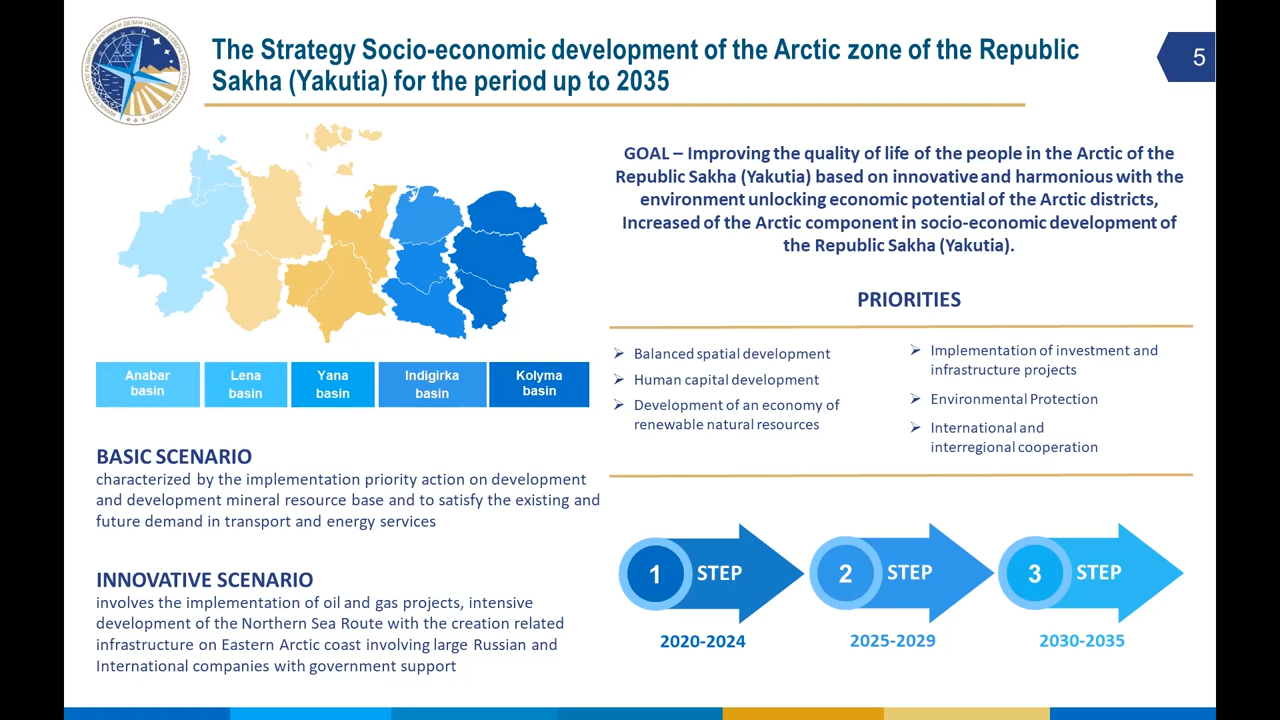 The Strategy Socio-economic development of the Arctic zone of the Republic
Sakha (Yakutia) for the period up to 2035
5
GOAL – Improving the quality of life of the people in the Arctic of the
Republic Sakha (Yakutia) based on innovative and harmonious with the
environment unlocking economic potential of the Arctic districts,
Increased of the Arctic component in socio-economic development of
the Republic Sakha (Yakutia).
PRIORITIES
Balanced spatial development
Human capital development
Development of an economy of
renewable natural resources
Implementation of investment and
infrastructure projects
Environmental Protection
International and
interregional cooperation
Anabar
basin
Lena
basin
Yana
basin
Indigirka
basin
Kolyma
basin
BASIC SCENARIO
characterized by the implementation priority action on development
and development mineral resource base and to satisfy the existing and
future demand in transport and energy services
INNOVATIVE SCENARIO
involves the implementation of oil and gas projects, intensive
development of the Northern Sea Route with the creation related
infrastructure on Eastern Arctic coast involving large Russian and
International companies with government support
1 STEP
2020-2024
2 STEP
2025-2029
3 STEP
2030-2035